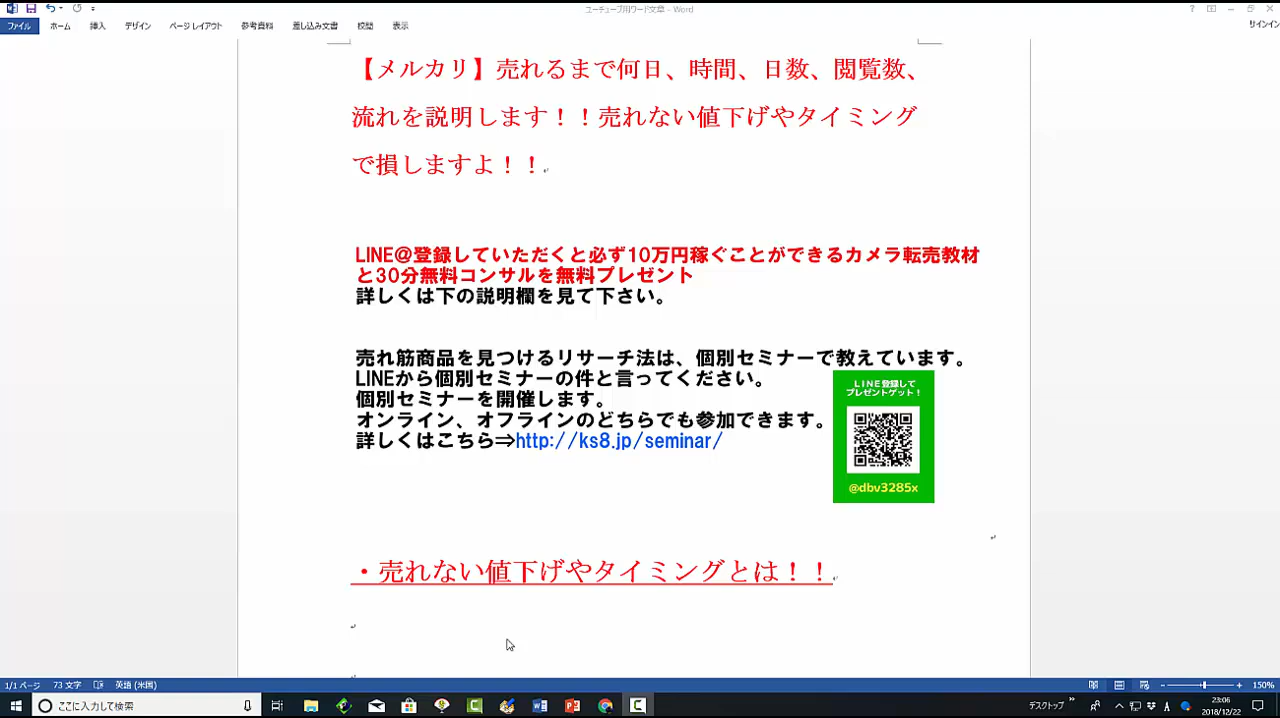 ユーチューブ用ワード文章 - Word
ファイル ホーム 挿入 デザイン ページ レイアウト 参考資料 差し込み文書 校閲 表示 サインイン
【メルカリ】売れるまで何日、時間、日数、閲覧数、
流れを説明します！！売れない値下げやタイミング
で損しますよ！！
LINE＠登録していただくと必ず10万円稼ぐことができるカメラ転売教材
と30分無料コンサルを無料プレゼント
詳しくは下の説明欄を見て下さい。
売れ筋商品を見つけるリサーチ法は、個別セミナーで教えています。
LINEから個別セミナーの件と言ってください。
個別セミナーを開催します。
オンライン、オフラインのどちらでも参加できます。
詳しくはこちら⇒http://ks8.jp/seminar/
LINE登録して
プレゼントゲット！
@dbv3285x
・売れない値下げやタイミングとは！！
1/1 ページ 73 文字 英語 (米国) 150%
ここに入力して検索 デスクトップ 23:06
2018/12/22